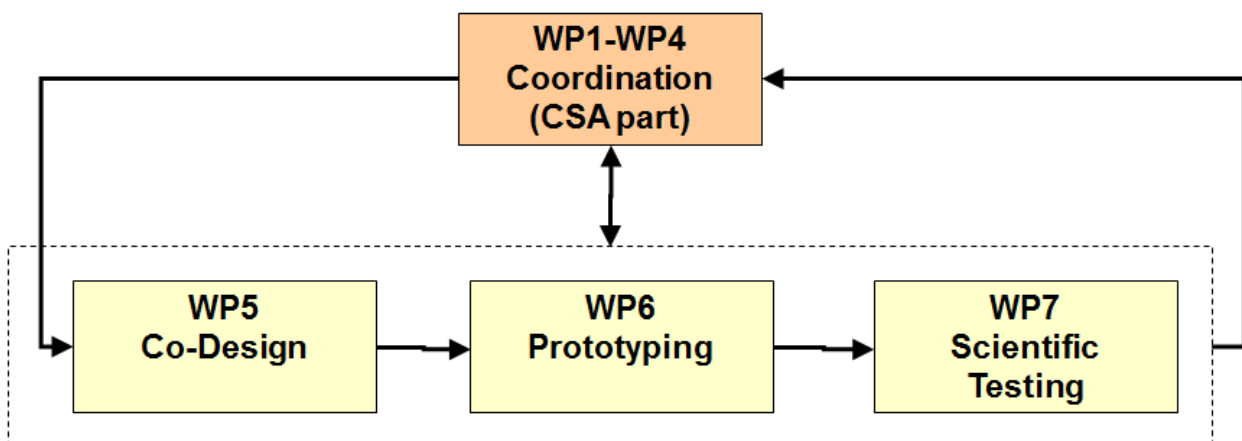 WP1-WP4
Coordination
(CSA part)
WP5
Co-Design
WP6
Prototyping
WP7
Scientific
Testing